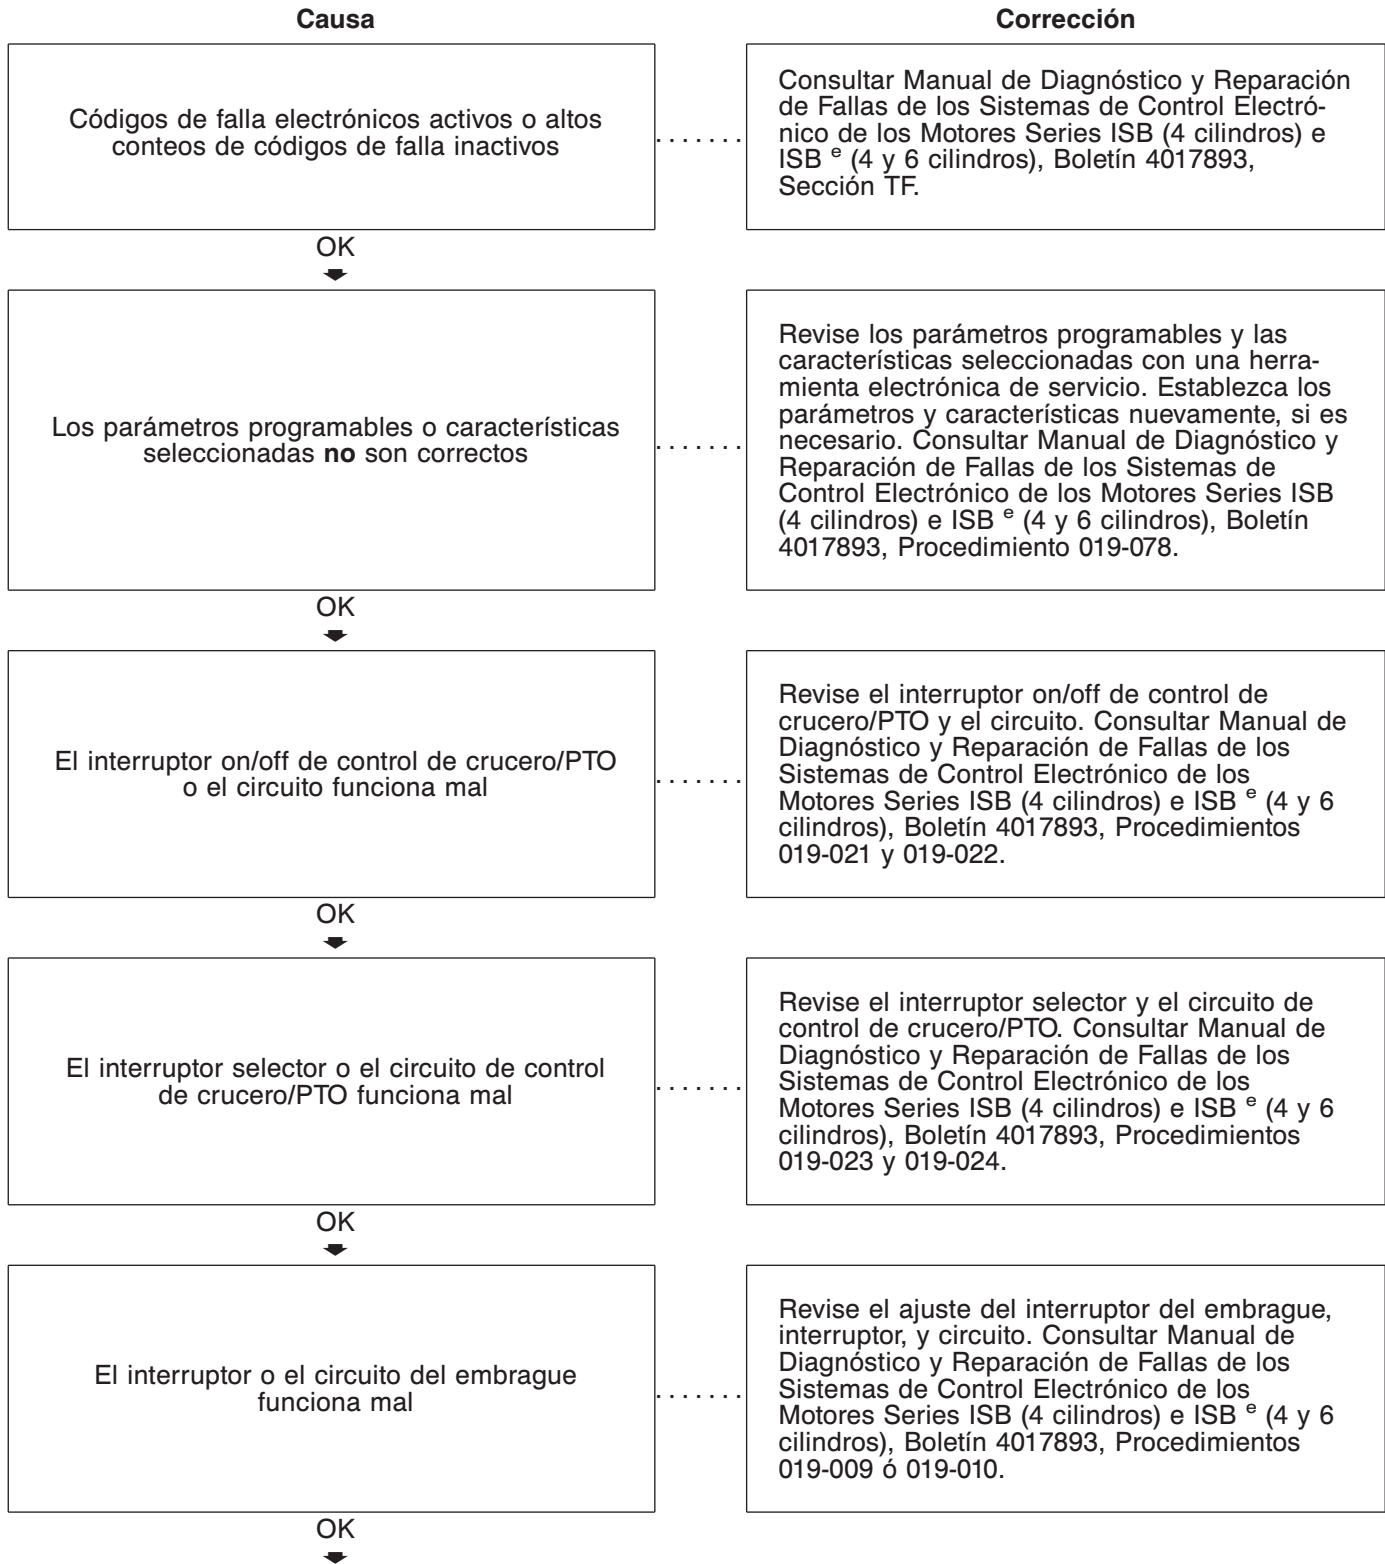 Causa
Corrección
Códigos de falla electrónicos activos o altos
conteos de códigos de falla inactivos
.......
Consultar Manual de Diagnóstico y Reparación
de Fallas de los Sistemas de Control Electró-
nico de los Motores Series ISB (4 cilindros) e
ISB e (4 y 6 cilindros), Boletín 4017893,
Sección TF.
OK
Los parámetros programables o características
seleccionadas no son correctos
.......
Revise los parámetros programables y las
características seleccionadas con una herra-
mienta electrónica de servicio. Establezca los
parámetros y características nuevamente, si es
necesario. Consultar Manual de Diagnóstico y
Reparación de Fallas de los Sistemas de
Control Electrónico de los Motores Series ISB
(4 cilindros) e ISB e (4 y 6 cilindros), Boletín
4017893, Procedimiento 019-078.
OK
El interruptor on/off de control de crucero/PTO
o el circuito funciona mal
.......
Revise el interruptor on/off de control de
crucero/PTO y el circuito. Consultar Manual de
Diagnóstico y Reparación de Fallas de los
Sistemas de Control Electrónico de los
Motores Series ISB (4 cilindros) e ISB e (4 y 6
cilindros), Boletín 4017893, Procedimientos
019-021 y 019-022.
OK
El interruptor selector o el circuito de control
de crucero/PTO funciona mal
.......
Revise el interruptor selector y el circuito de
control de crucero/PTO. Consultar Manual de
Diagnóstico y Reparación de Fallas de los
Sistemas de Control Electrónico de los
Motores Series ISB (4 cilindros) e ISB e (4 y 6
cilindros), Boletín 4017893, Procedimientos
019-023 y 019-024.
OK
El interruptor o el circuito del embrague
funciona mal
.......
Revise el ajuste del interruptor del embrague,
interruptor, y circuito. Consultar Manual de
Diagnóstico y Reparación de Fallas de los
Sistemas de Control Electrónico de los
Motores Series ISB (4 cilindros) e ISB e (4 y 6
cilindros), Boletín 4017893, Procedimientos
019-009 ó 019-010.
OK